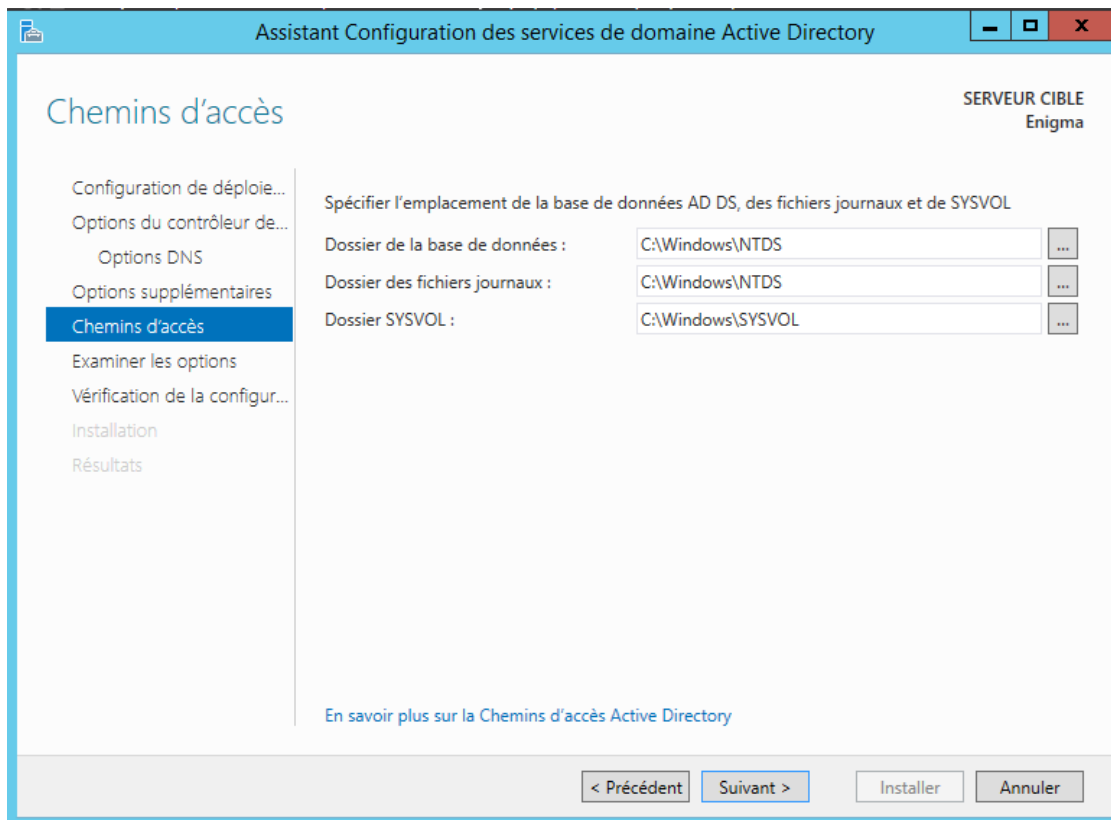 Assistant Configuration des services de domaine Active Directory
Chemins d’accès
SERVEUR CIBLE
Enigma
Configuration de déploie...
Options du contrôleur de...
Options DNS
Options supplémentaires
Chemins d’accès
Examiner les options
Vérification de la configur...
Installation
Résultats
Spécifier l’emplacement de la base de données AD DS, des fichiers journaux et de SYSVOL
Dossier de la base de données : C:\Windows\NTDS ...
Dossier des fichiers journaux : C:\Windows\NTDS ...
Dossier SYSVOL : C:\Windows\SYSVOL ...
En savoir plus sur la Chemins d’accès Active Directory
< Précédent Suivant > Installer Annuler